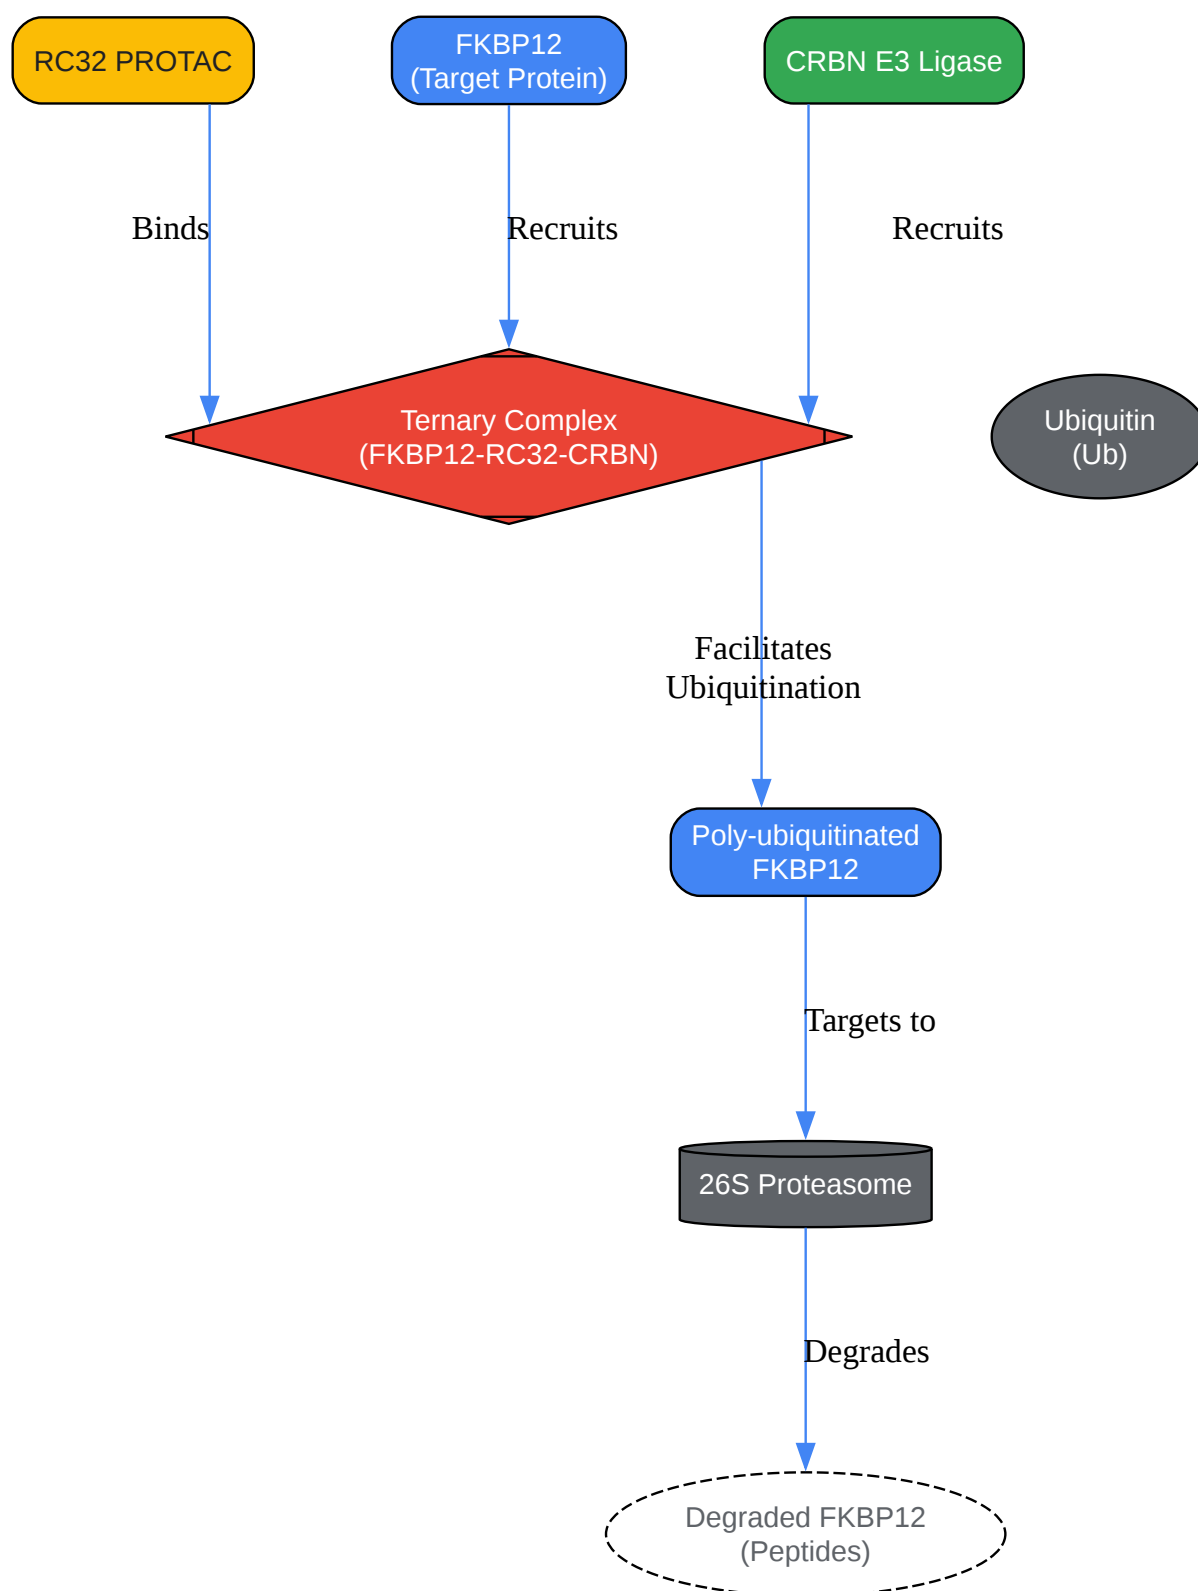 RC32 PROTAC
FKBP12
(Target Protein)
CRBN E3 Ligase
Binds
Recruits
Recruits
Ternary Complex
(FKBP12-RC32-CRBN)
Ubiquitin
(Ub)
Facilitates
Ubiquitination
Poly-ubiquitinated
FKBP12
Targets to
26S Proteasome
Degrades
Degraded FKBP12
(Peptides)